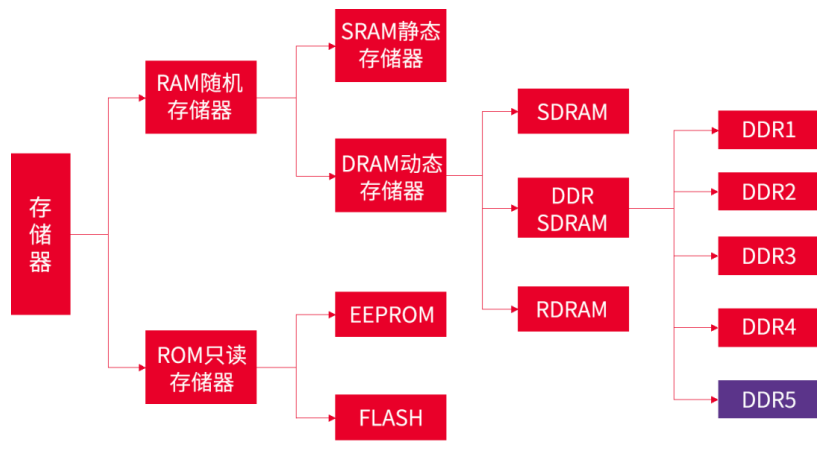 存
储
器
RAM随机
存储器
ROM只读
存储器
SRAM静态
存储器
DRAM动态
存储器
EEPROM
FLASH
SDRAM
DDR
SDRAM
RDRAM
DDR1
DDR2
DDR3
DDR4
DDR5